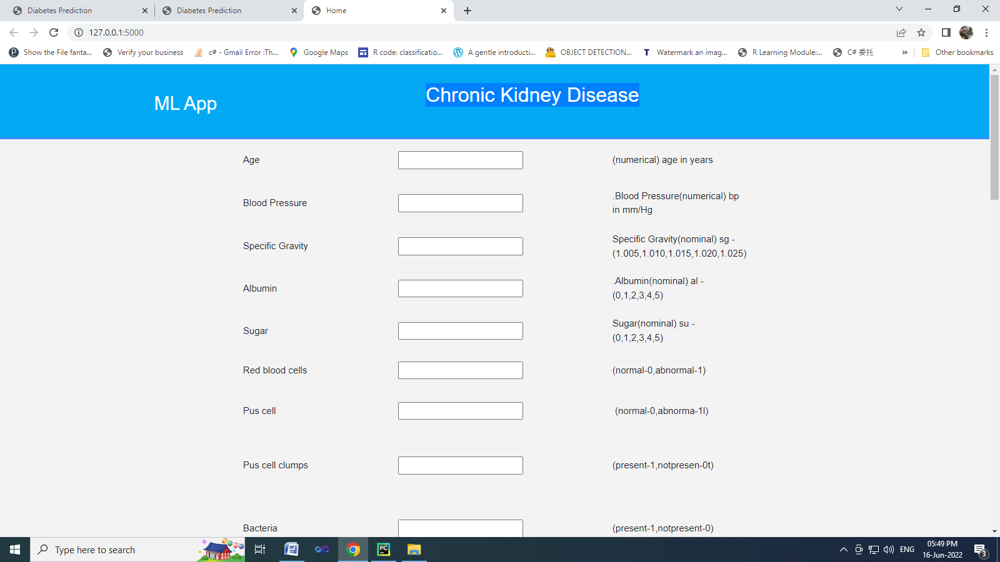 Diabetes Prediction
Diabetes Prediction
Home
127.0.0.1:5000
Show the File fanta...
Verify your business
c# - Gmail Error :Th...
Google Maps
R code: classificatio...
A gentle introducti...
OBJECT DETECTION...
T Watermark an imag...
R Learning Module:...
C# 委托
»
Other bookmarks
ML App
Chronic Kidney Disease
Age
(numerical) age in years
Blood Pressure
.Blood Pressure(numerical) bp
in mm/Hg
Specific Gravity
Specific Gravity(nominal) sg -
(1.005,1.010,1.015,1.020,1.025)
Albumin
.Albumin(nominal) al -
(0,1,2,3,4,5)
Sugar
Sugar(nominal) su -
(0,1,2,3,4,5)
Red blood cells
(normal-0,abnormal-1)
Pus cell
(normal-0,abnorma-1l)
Pus cell clumps
(present-1,notpresen-0t)
Bacteria
(present-1,notpresent-0)
Type here to search
PC
ENG
05:49 PM
16-Jun-2022
3